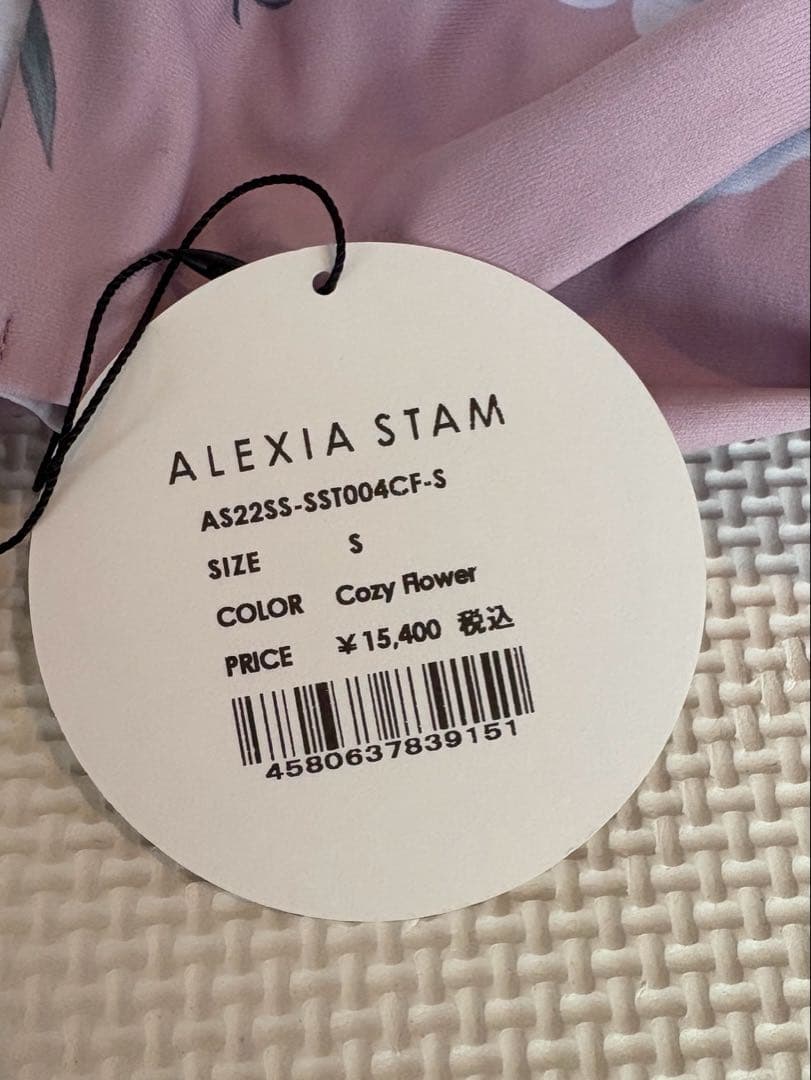 ALEXIA STAM
AS22SS-SST004CF-S
SIZE S
COLOR Cozy Flower
PRICE ¥15,400 税込
4580637839151